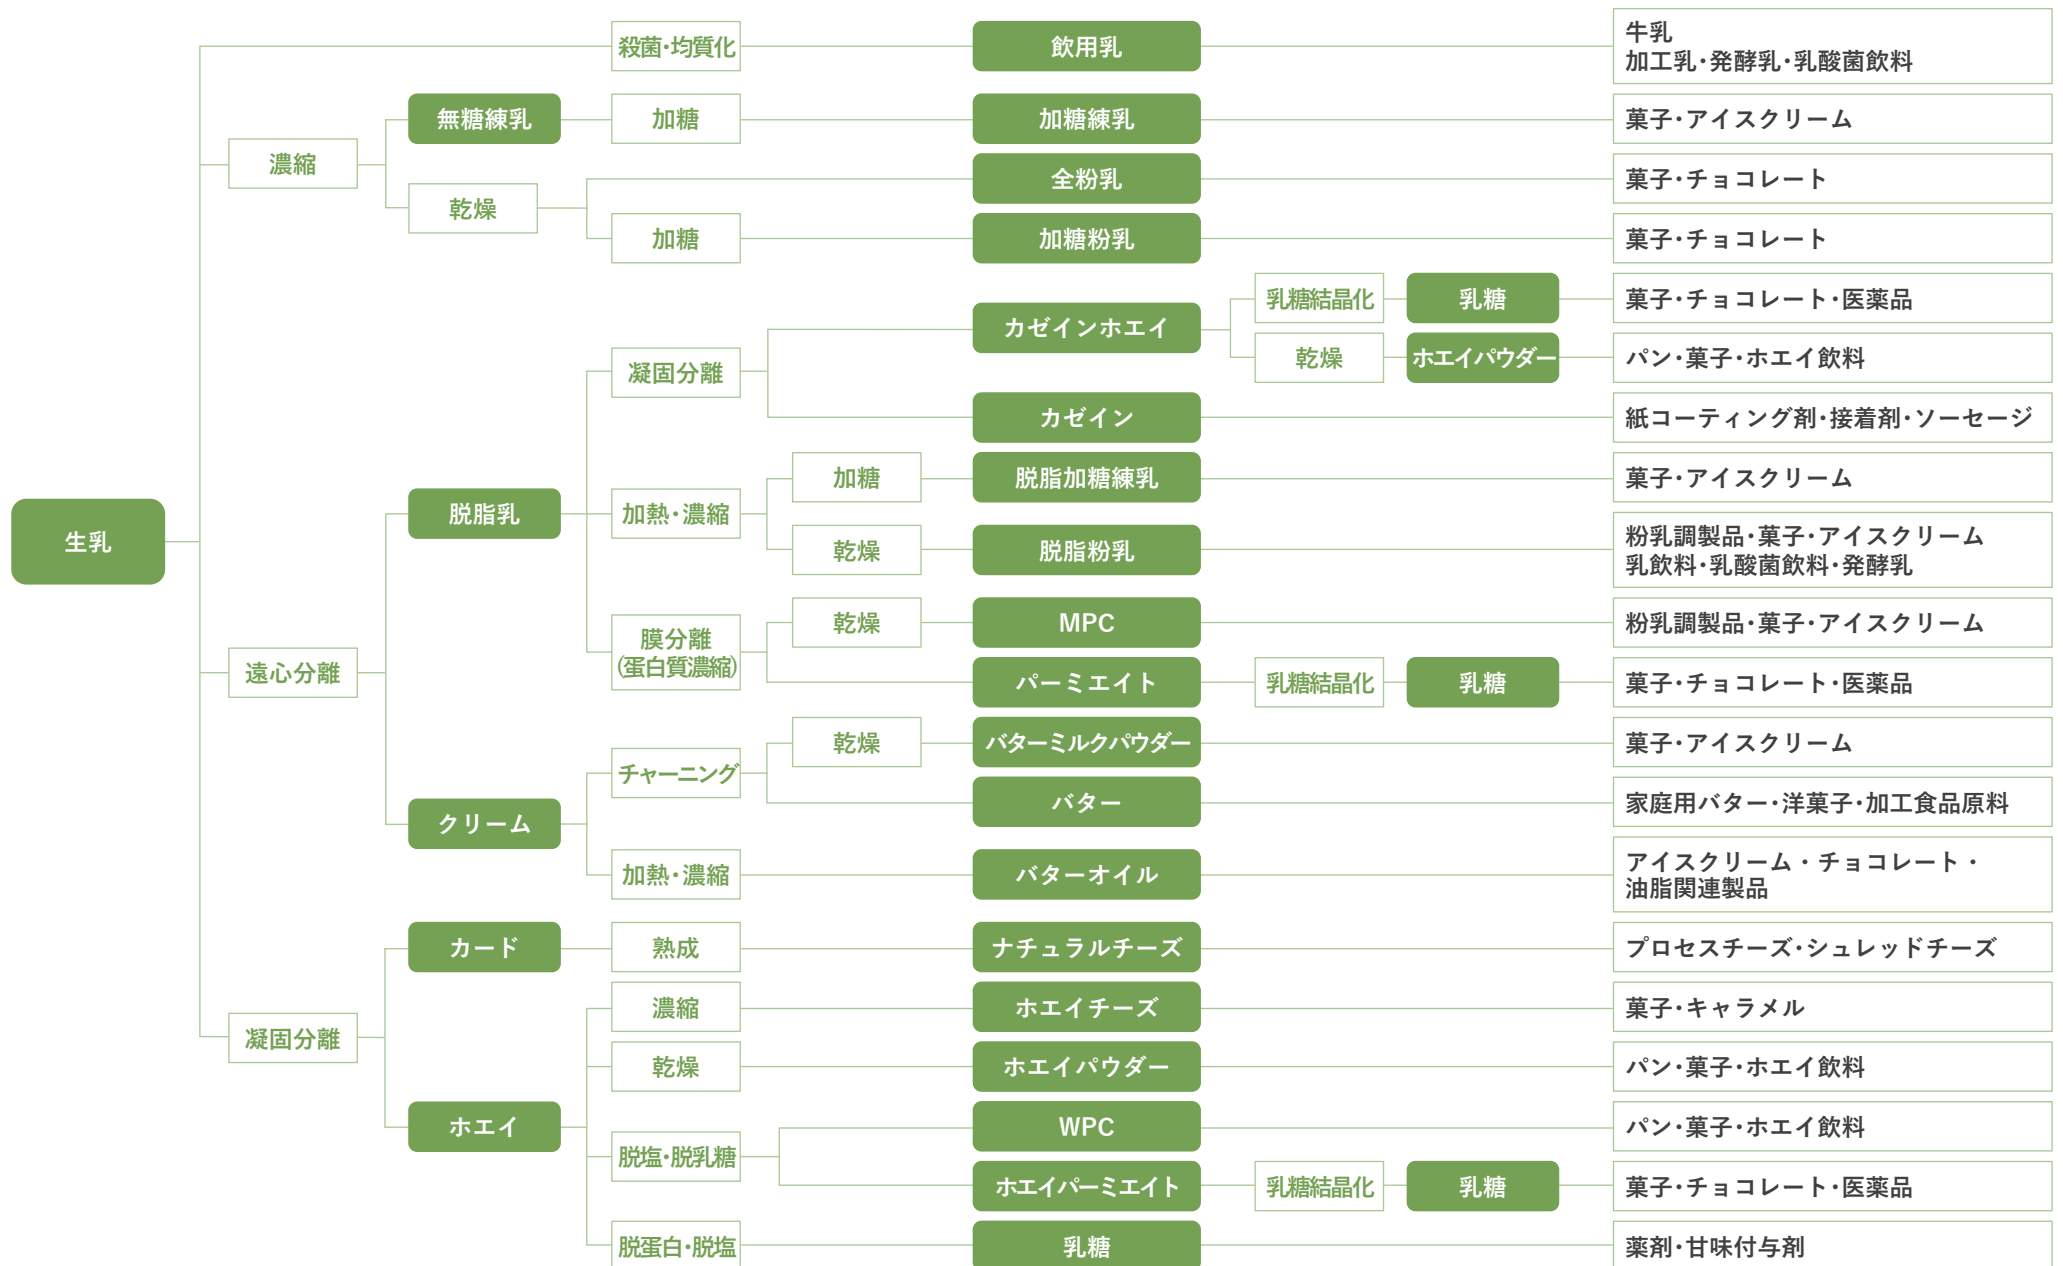 殺菌・均質化
飲用乳
牛乳
加工乳・発酵乳・乳酸菌飲料
無糖練乳
加糖
加糖練乳
菓子・アイスクリーム
濃縮
全粉乳
菓子・チョコレート
乾燥
加糖
加糖粉乳
菓子・チョコレート
カゼインホエイ
乳糖結晶化
乳糖
菓子・チョコレート・医薬品
凝固分離
乾燥
ホエイパウダー
パン・菓子・ホエイ飲料
カゼイン
紙コーティング剤・接着剤・ソーセージ
生乳
脱脂乳
加熱・濃縮
加糖
脱脂加糖練乳
菓子・アイスクリーム
乾燥
脱脂粉乳
粉乳調製品・菓子・アイスクリーム
乳飲料・乳酸菌飲料・発酵乳
遠心分離
膜分離
(蛋白質濃縮)
乾燥
MPC
粉乳調製品・菓子・アイスクリーム
パーミエイト
乳糖結晶化
乳糖
菓子・チョコレート・医薬品
クリーム
チャーニング
乾燥
バターミルクパウダー
菓子・アイスクリーム
バター
家庭用バター・洋菓子・加工食品原料
加熱・濃縮
バターオイル
アイスクリーム・チョコレート・
油脂関連製品
凝固分離
カード
熟成
ナチュラルチーズ
プロセスチーズ・シュレッドチーズ
ホエイ
濃縮
ホエイチーズ
菓子・キャラメル
乾燥
ホエイパウダー
パン・菓子・ホエイ飲料
脱塩・脱乳糖
WPC
パン・菓子・ホエイ飲料
ホエイパーミエイト
乳糖結晶化
乳糖
菓子・チョコレート・医薬品
脱蛋白・脱塩
乳糖
薬剤・甘味付与剤